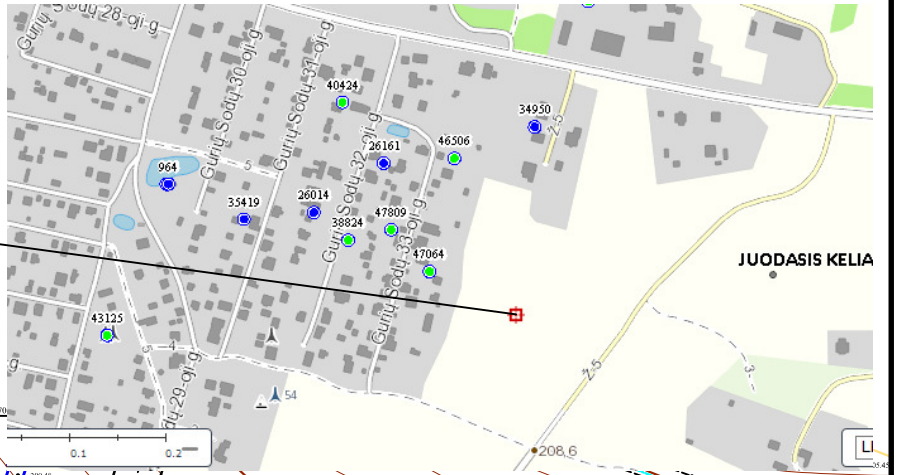 Gurių Sodų 28-oji g
Gurių Sodų 30-oji g
Gurių Sodų 31-oji g
40424
34950
Z-5
Gurių Sodų 32-oji g
26161
46506
5
964
35419
26014
38824
47809
Gurių Sodų 33-oji g
47064
JUODASIS KELIA
43125
5
4
g
dų 29-oji g
54
Z-5
3
208,6
0.1
0.2